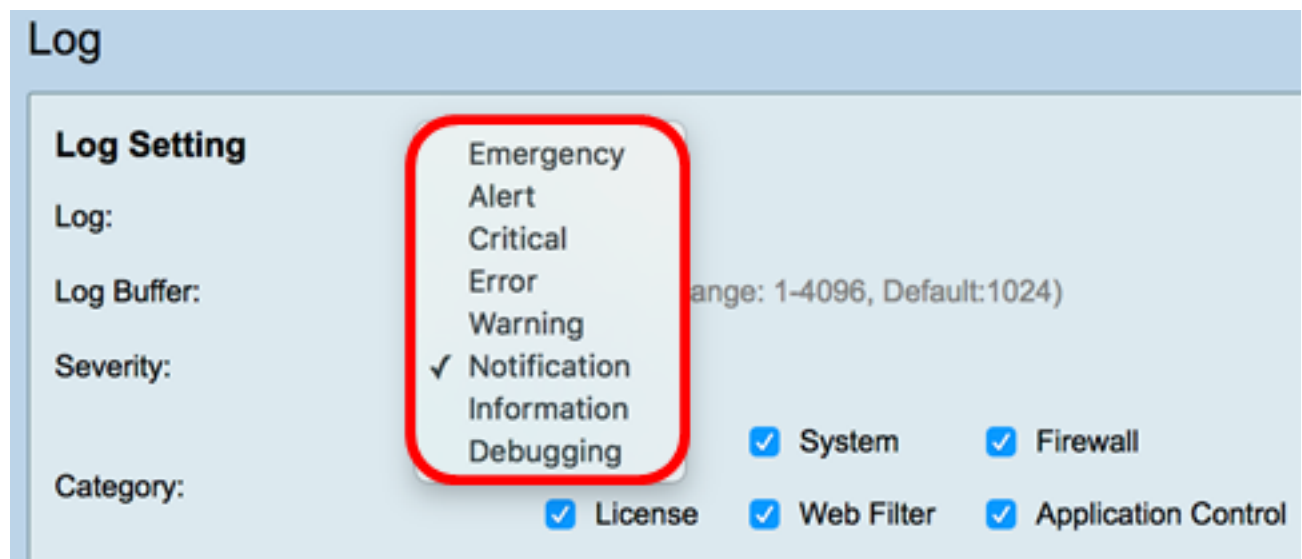 Log
Log Setting
Emergency
Alert
Log:
Critical
Error
Log Buffer:
ange: 1-4096, Default:1024)
Warning
Severity:
✓ Notification
Information
Debugging
System
Firewall
Category:
License
Web Filter
Application Control